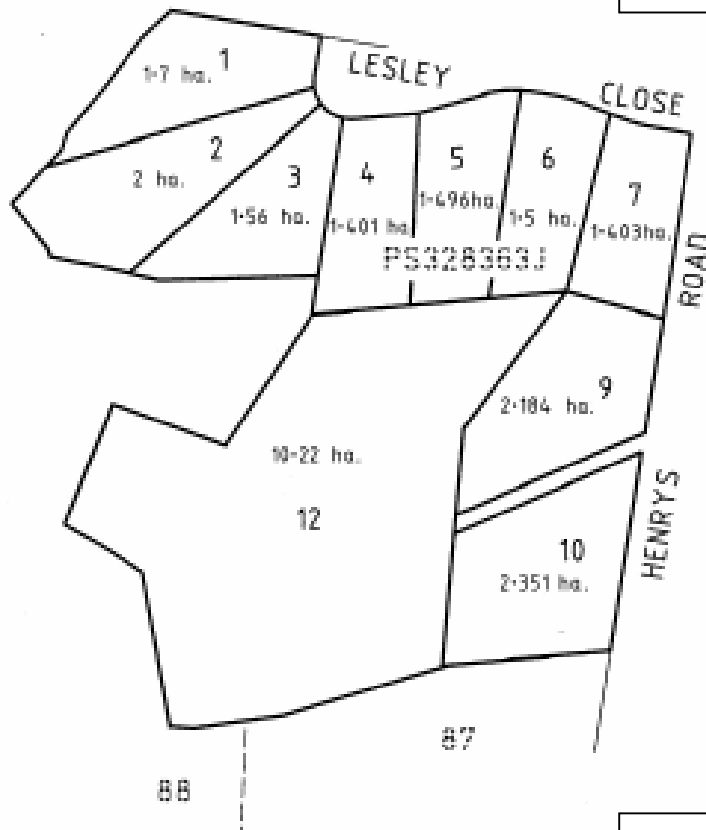 1
1·7 ha.
LESLEY
CLOSE
2
2 ha.
3
1·56 ha.
4
1·401 ha.
5
1·496ha.
6
1·5 ha.
7
1·403ha.
PS328363J
ROAD
9
2·184 ha.
10·22 ha.
12
10
2·351 ha.
HENRYS
87
88